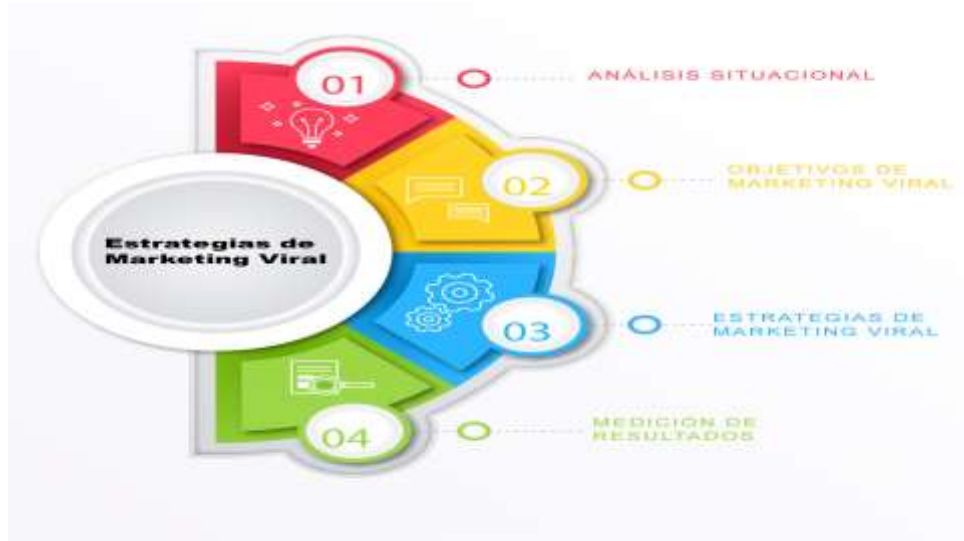 01
ANÁLISIS SITUACIONAL
02
OBJETIVOS DE
MARKETING VIRAL
Estrategias de
Marketing Viral
03
ESTRATEGIAS DE
MARKETING VIRAL
04
MEDICIÓN DE
RESULTADOS